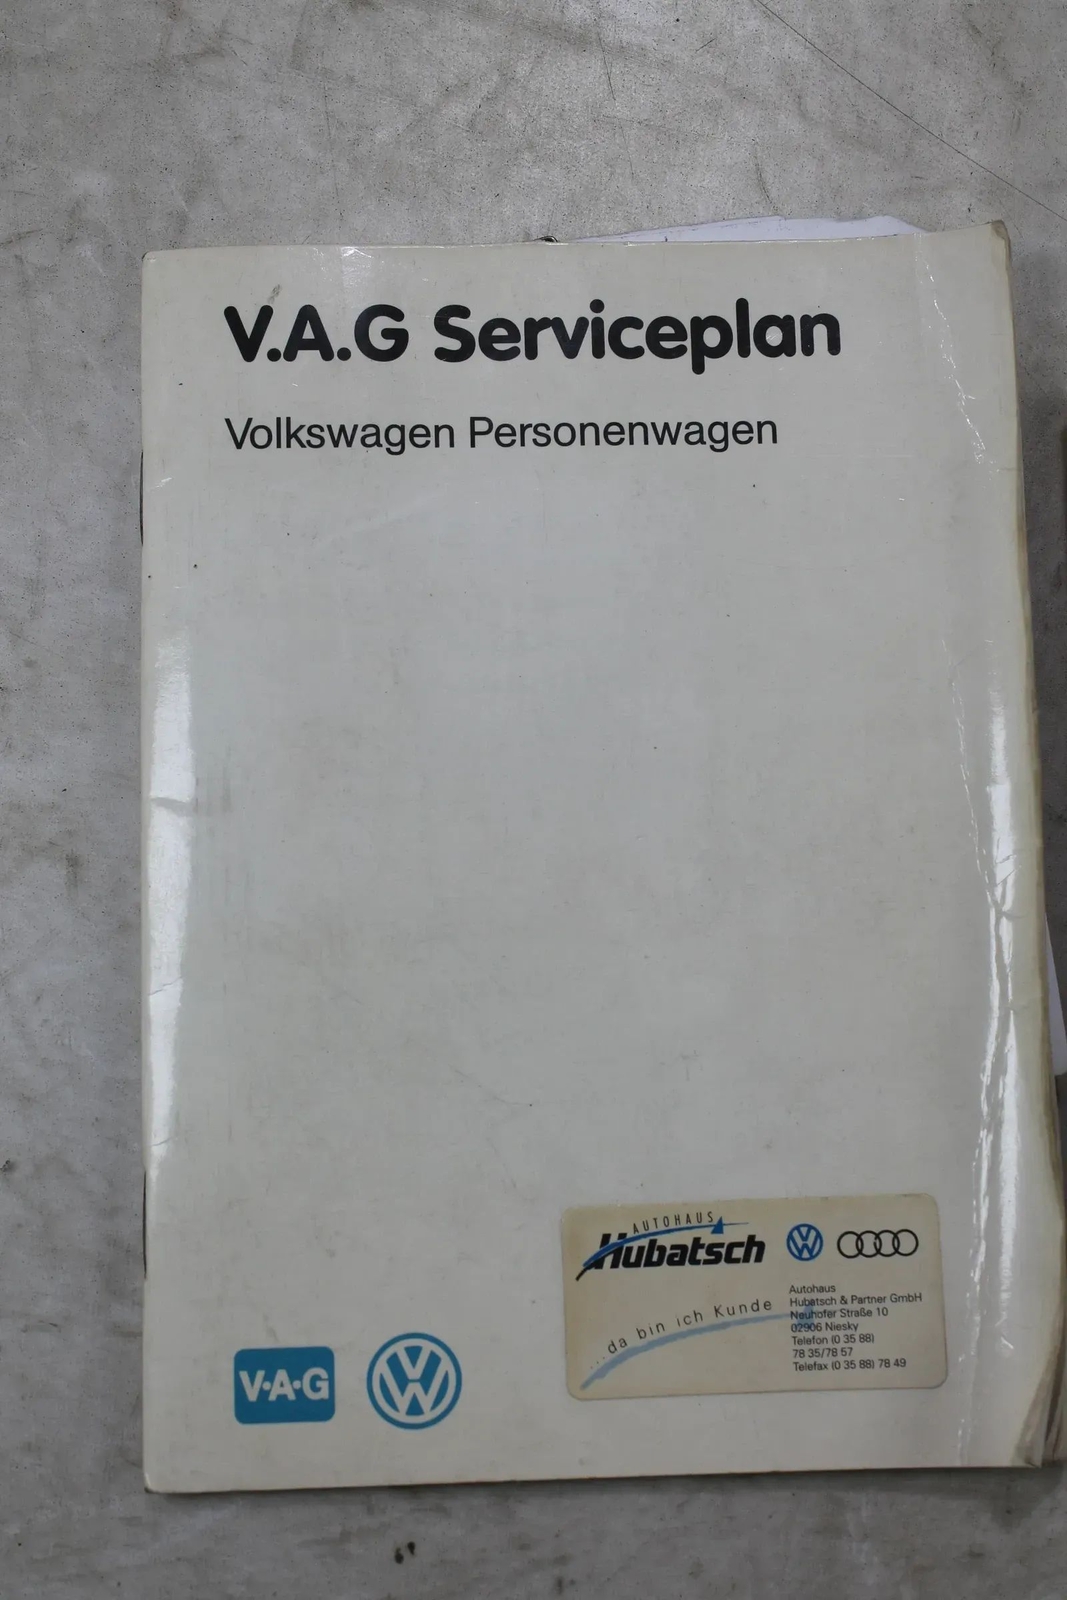 V.A.G Serviceplan
Volkswagen Personenwagen
AUTOHAUS
Hubatsch
...da bin ich Kunde
Autohaus
Hubatsch & Partner GmbH
Neuhofer Straße 10
02906 Niesky
Telefon (0 35 88)
78 35/78 57
Telefax (0 35 88) 78 49
V·A·G